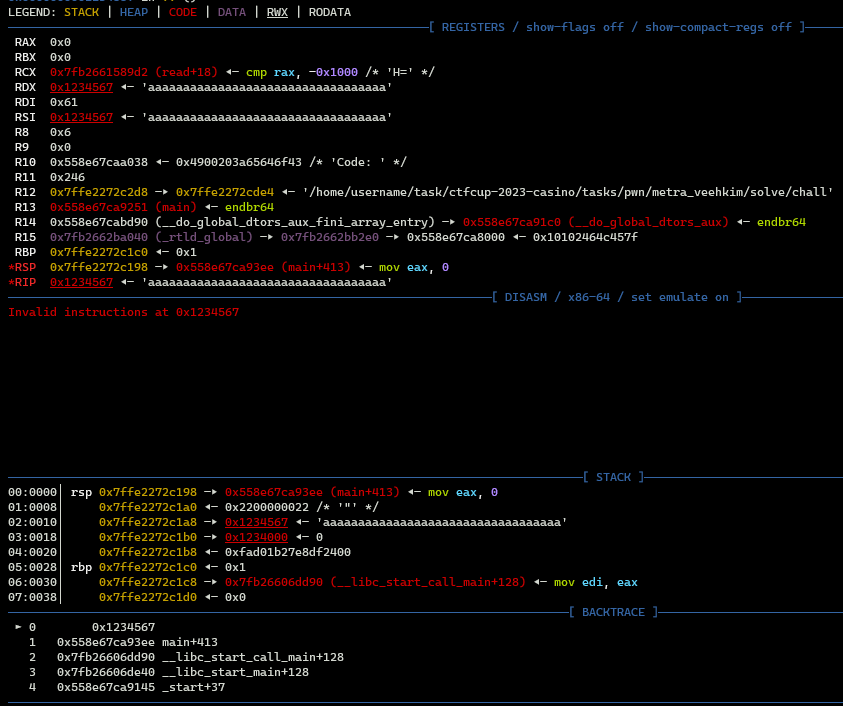 LEGEND: STACK | HEAP | CODE | DATA | RWX | RODATA
[ REGISTERS / show-flags off / show-compact-regs off ]
RAX 0x0
RBX 0x0
RCX 0x7fb2661589d2 (read+18) ◂— cmp rax, -0x1000 /* 'H=' */
RDX 0x1234567 ◂— 'aaaaaaaaaaaaaaaaaaaaaaaaaaaaaaaaaa'
RDI 0x61
RSI 0x1234567 ◂— 'aaaaaaaaaaaaaaaaaaaaaaaaaaaaaaaaaa'
R8 0x6
R9 0x0
R10 0x558e67caa038 ◂— 0x4900203a65646f43 /* 'Code: ' */
R11 0x246
R12 0x7ffe2272c2d8 —▸ 0x7ffe2272cde4 ◂— '/home/username/task/ctfcup-2023-casino/tasks/pwn/metra_veehkim/solve/chall'
R13 0x558e67ca9251 (main) ◂— endbr64
R14 0x558e67cabd90 (__do_global_dtors_aux_fini_array_entry) —▸ 0x558e67ca91c0 (__do_global_dtors_aux) ◂— endbr64
R15 0x7fb2662ba040 (_rtld_global) —▸ 0x7fb2662bb2e0 —▸ 0x558e67ca8000 ◂— 0x10102464c457f
RBP 0x7ffe2272c1c0 ◂— 0x1
*RSP 0x7ffe2272c198 —▸ 0x558e67ca93ee (main+413) ◂— mov eax, 0
*RIP 0x1234567 ◂— 'aaaaaaaaaaaaaaaaaaaaaaaaaaaaaaaaaa'
[ DISASM / x86-64 / set emulate on ]
Invalid instructions at 0x1234567
[ STACK ]
00:0000│ rsp 0x7ffe2272c198 —▸ 0x558e67ca93ee (main+413) ◂— mov eax, 0
01:0008│ 0x7ffe2272c1a0 ◂— 0x2200000022 /* '"' */
02:0010│ 0x7ffe2272c1a8 —▸ 0x1234567 ◂— 'aaaaaaaaaaaaaaaaaaaaaaaaaaaaaaaaaa'
03:0018│ 0x7ffe2272c1b0 —▸ 0x1234000 ◂— 0
04:0020│ 0x7ffe2272c1b8 ◂— 0xfad01b27e8df2400
05:0028│ rbp 0x7ffe2272c1c0 ◂— 0x1
06:0030│ 0x7ffe2272c1c8 —▸ 0x7fb26606dd90 (__libc_start_call_main+128) ◂— mov edi, eax
07:0038│ 0x7ffe2272c1d0 ◂— 0x0
[ BACKTRACE ]
► 0 0x1234567
1 0x558e67ca93ee main+413
2 0x7fb26606dd90 __libc_start_call_main+128
3 0x7fb26606de40 __libc_start_main+128
4 0x558e67ca9145 _start+37